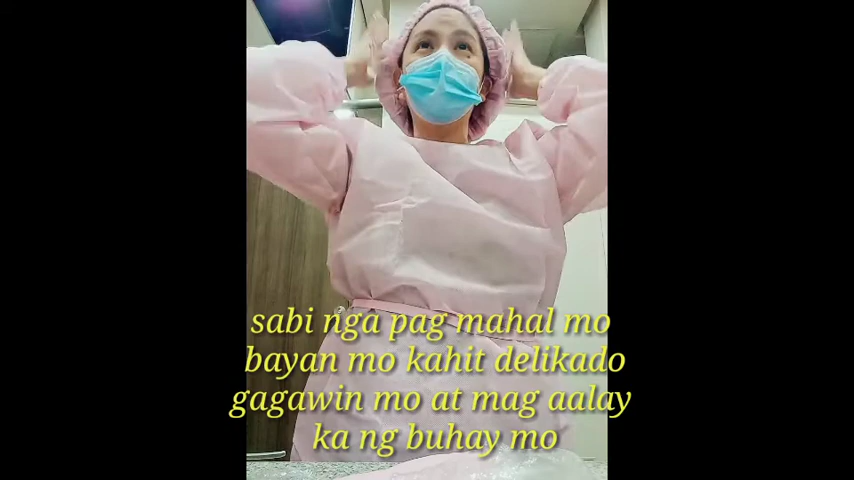 sabi nga pag mahal mo
bayan mo kahit delikado
gagawin mo at mag aalay
ka ng buhay mo